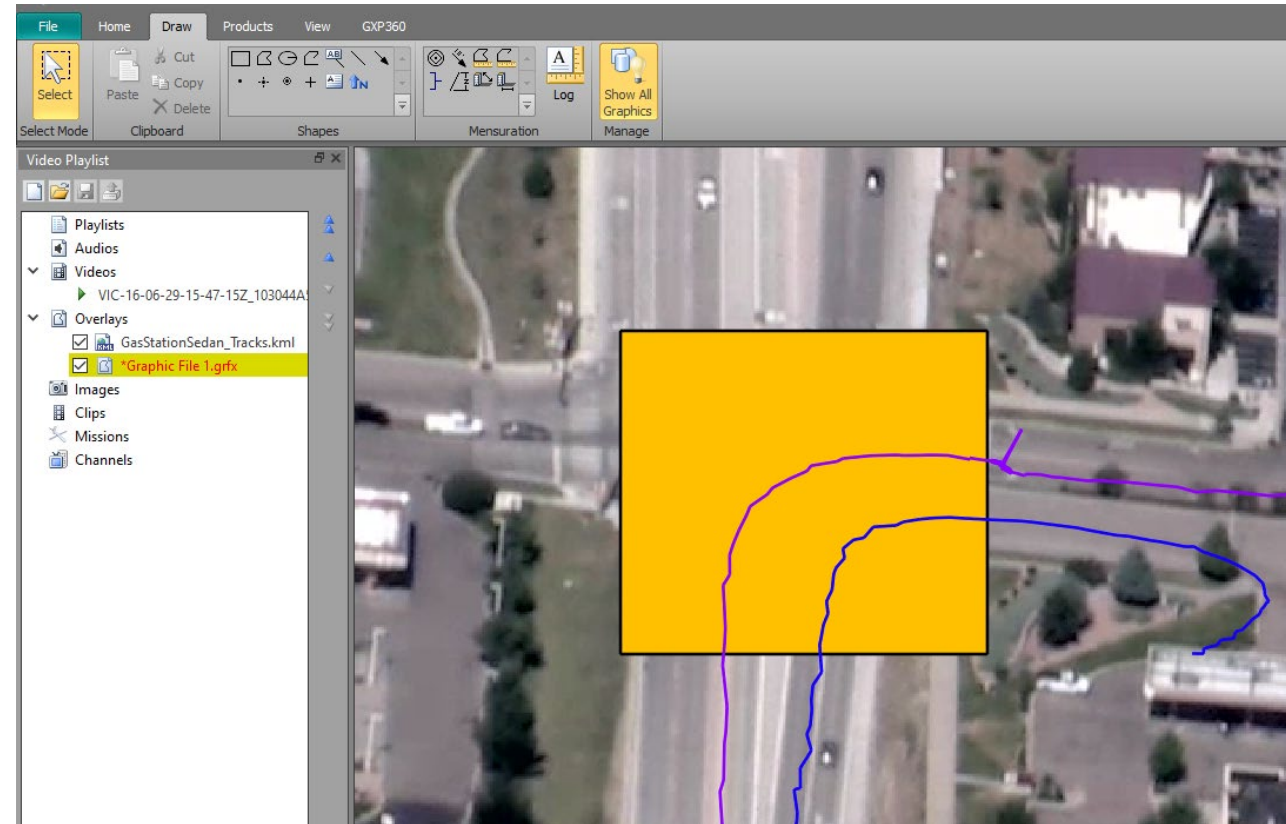 File Home Draw Products View GXP360
Select
Paste
Cut
Copy
Delete
AB
A
N
A
Log
Show All
Graphics
Select Mode Clipboard Shapes Mensuration Manage
Video Playlist
Playlists
Audios
Videos
VIC-16-06-29-15-47-15Z_103044A
Overlays
KML
GasStationSedan_Tracks.kml
*Graphic File 1.grfx
Images
Clips
Missions
Channels